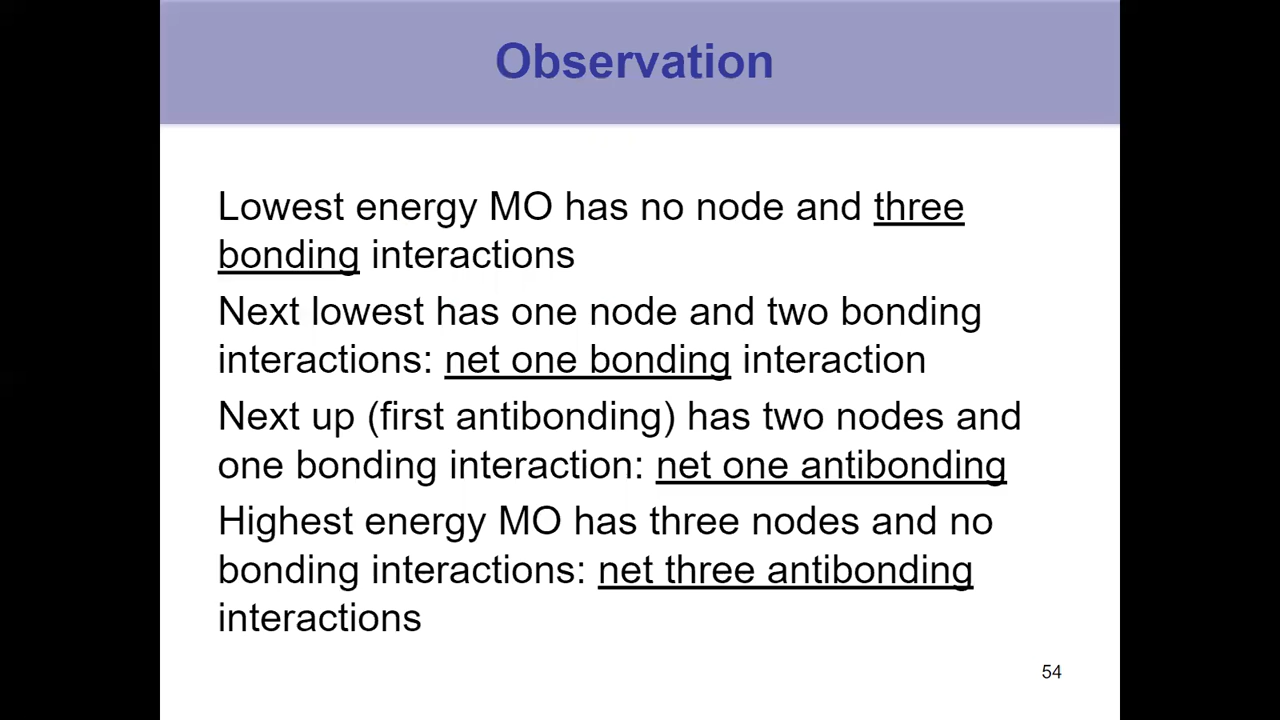 Observation
Lowest energy MO has no node and three
bonding interactions
Next lowest has one node and two bonding
interactions: net one bonding interaction
Next up (first antibonding) has two nodes and
one bonding interaction: net one antibonding
Highest energy MO has three nodes and no
bonding interactions: net three antibonding
interactions
54